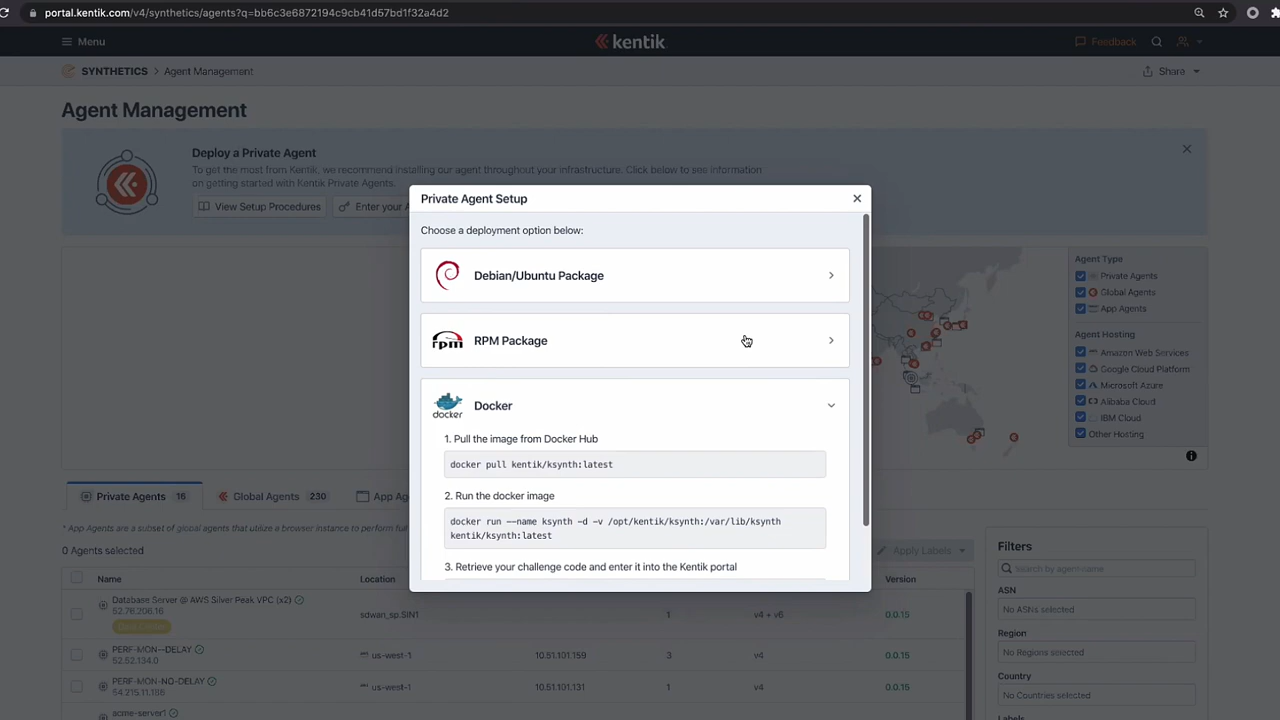 portal.kentik.com/v4/synthetics/agents?q=bb6c3e6872194c9cb41d57bd1f32a4d2
Menu
kentik
Feedback
SYNTHETICS > Agent Management
Share
Agent Management
Deploy a Private Agent
To get the most from Kentik, we recommend installing our agent throughout your infrastructure. Click below to see information
on getting started with Kentik Private Agents.
View Setup Procedures
Enter your A
Private Agent Setup
Choose a deployment option below:
Debian/Ubuntu Package
rpm
RPM Package
docker
Docker
1. Pull the image from Docker Hub
docker pull kentik/ksynth:latest
2. Run the docker image
docker run --name ksynth -d -v /opt/kentik/ksynth:/var/lib/ksynth
kentik/ksynth:latest
3. Retrieve your challenge code and enter it into the Kentik portal
Agent Type
Private Agents
Global Agents
App Agents
Agent Hosting
Amazon Web Services
Google Cloud Platform
Microsoft Azure
Alibaba Cloud
IBM Cloud
Other Hosting
Private Agents 16
Global Agents 230
App Ag
* App Agents are a subset of global agents that utilize a browser instance to perform full
0 Agents selected
Apply Labels
Name
Location
Version
Database Server @ AWS Silver Peak VPC (x2)
52.76.206.16
sdwan_sp.SIN1
1
v4 + v6
0.0.15
PERF-MON--DELAY
52.52.134.0
us-west-1
10.51.101.159
3
v4
0.0.15
PERF-MON-NO-DELAY
54.215.11.186
us-west-1
10.51.101.131
1
v4
0.0.15
acme-server1
Filters
Search by agent name
ASN
No ASNs selected
Region
No Regions selected
Country
No Countries selected
Labels